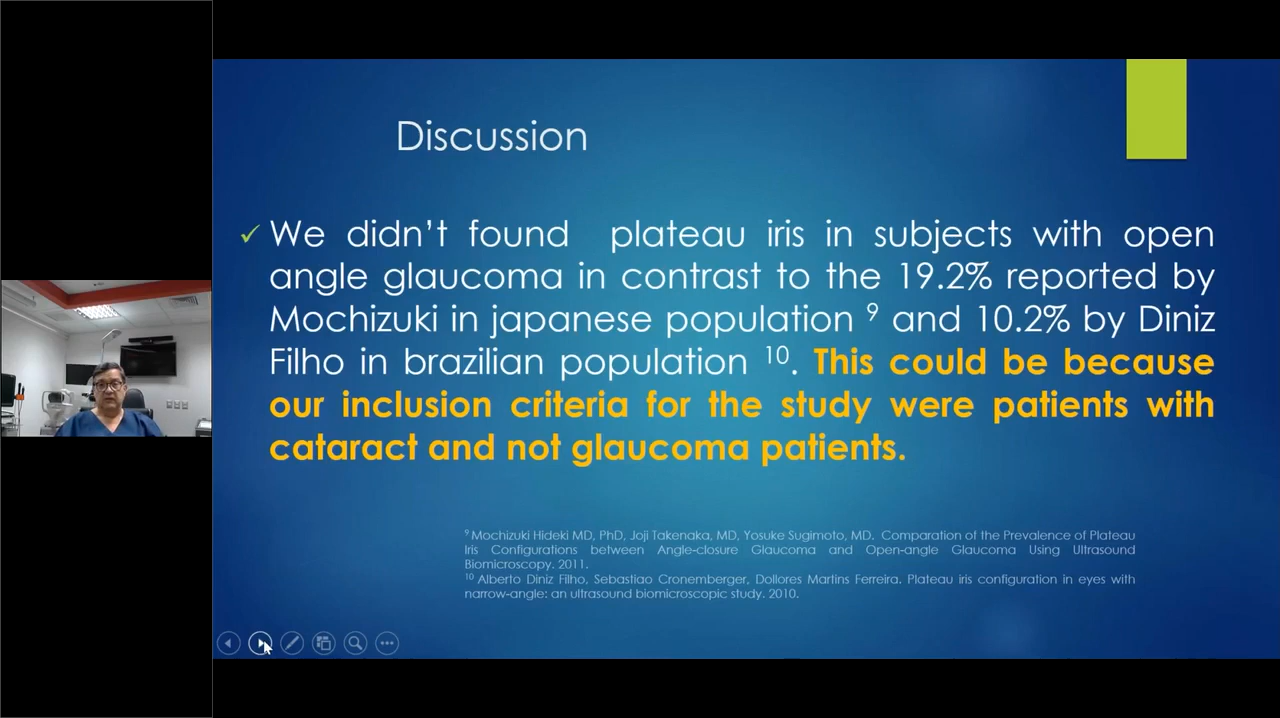 Discussion
✓ We didn't found plateau iris in subjects with open
angle glaucoma in contrast to the 19.2% reported by
Mochizuki in japanese population ⁹ and 10.2% by Diniz
Filho in brazilian population ¹⁰. This could be because
our inclusion criteria for the study were patients with
cataract and not glaucoma patients.
⁹ Mochizuki Hideki MD, PhD, Joji Takenaka, MD, Yosuke Sugimoto, MD. Comparation of the Prevalence of Plateau
Iris Configurations between Angle-closure Glaucoma and Open-angle Glaucoma Using Ultrasound
Biomicroscopy. 2011.
¹⁰ Alberto Diniz Filho, Sebastiao Cronemberger, Dollores Martins Ferreira. Plateau iris configuration in eyes with
narrow-angle: an ultrasound biomicroscopic study. 2010.